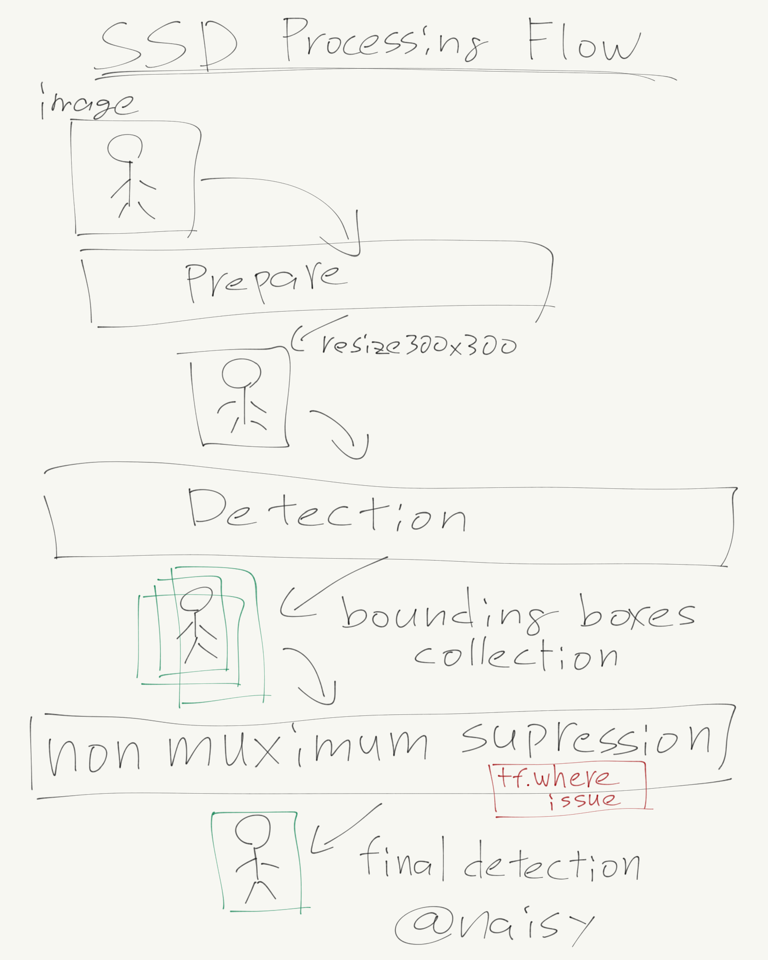 SSD Processing Flow
image
Prepare
resize300x300
Detection
bounding boxes
collection
non muximum supression
tf.where
issue
final detection
@naisy